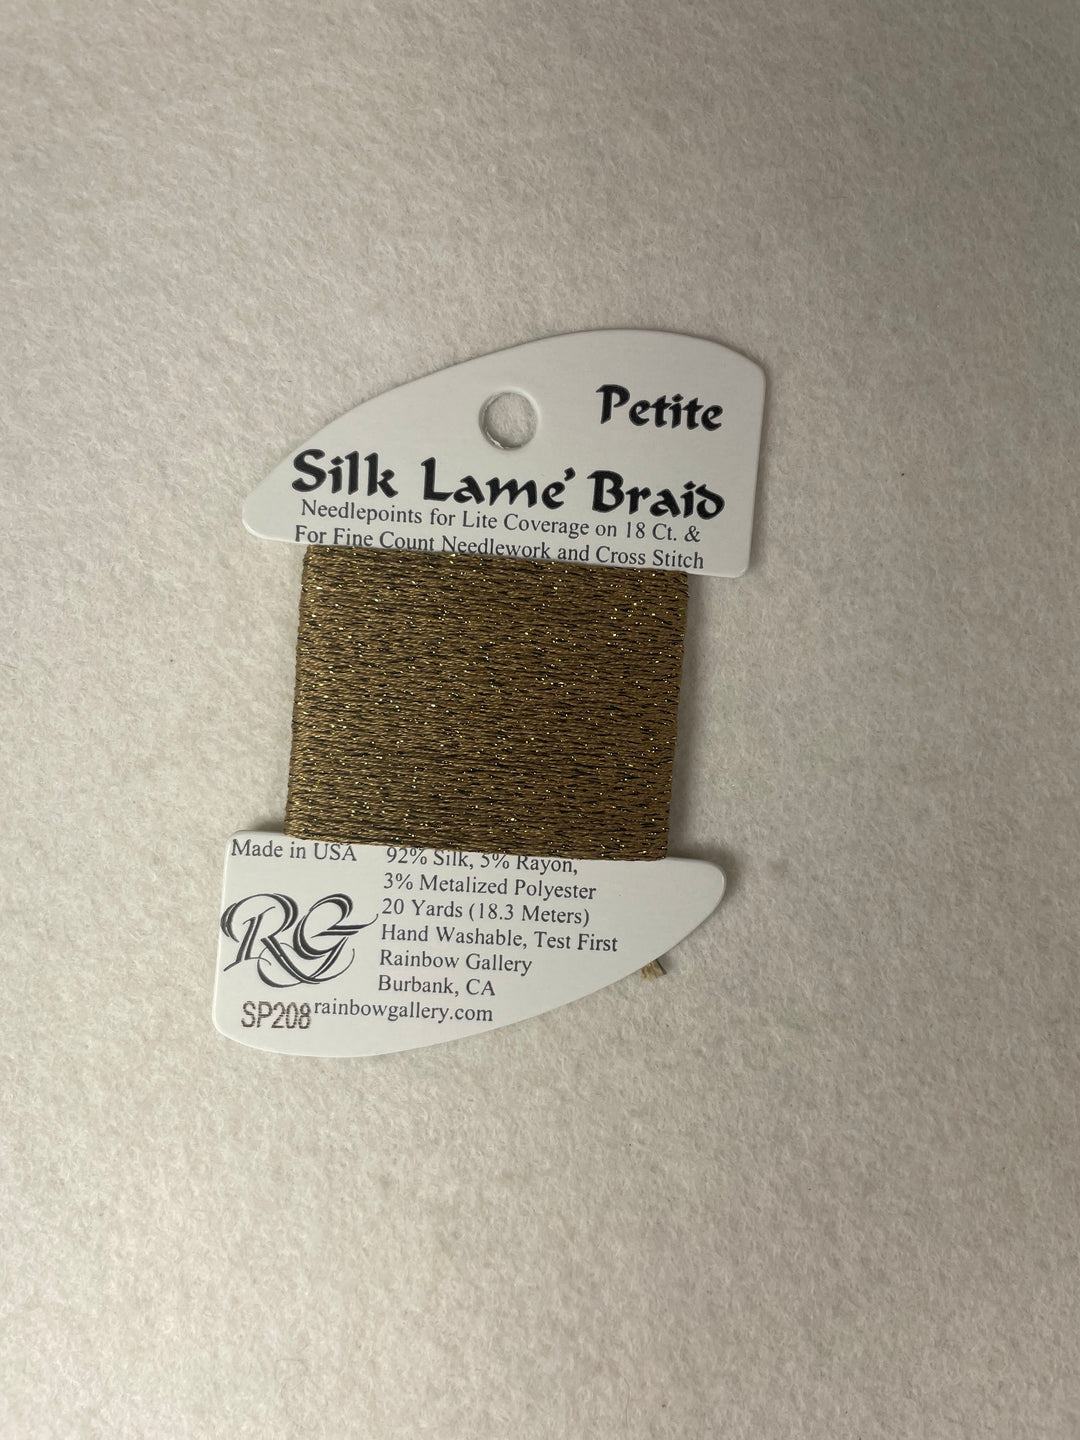 Petite
Silk Lamé Braid
Needlepoints for Lite Coverage on 18 Ct. &
For Fine Count Needlework and Cross Stitch
Made in USA
92% Silk, 5% Rayon,
3% Metalized Polyester
20 Yards (18.3 Meters)
Hand Washable, Test First
Rainbow Gallery
Burbank, CA
rainbowgallery.com
RG
SP208